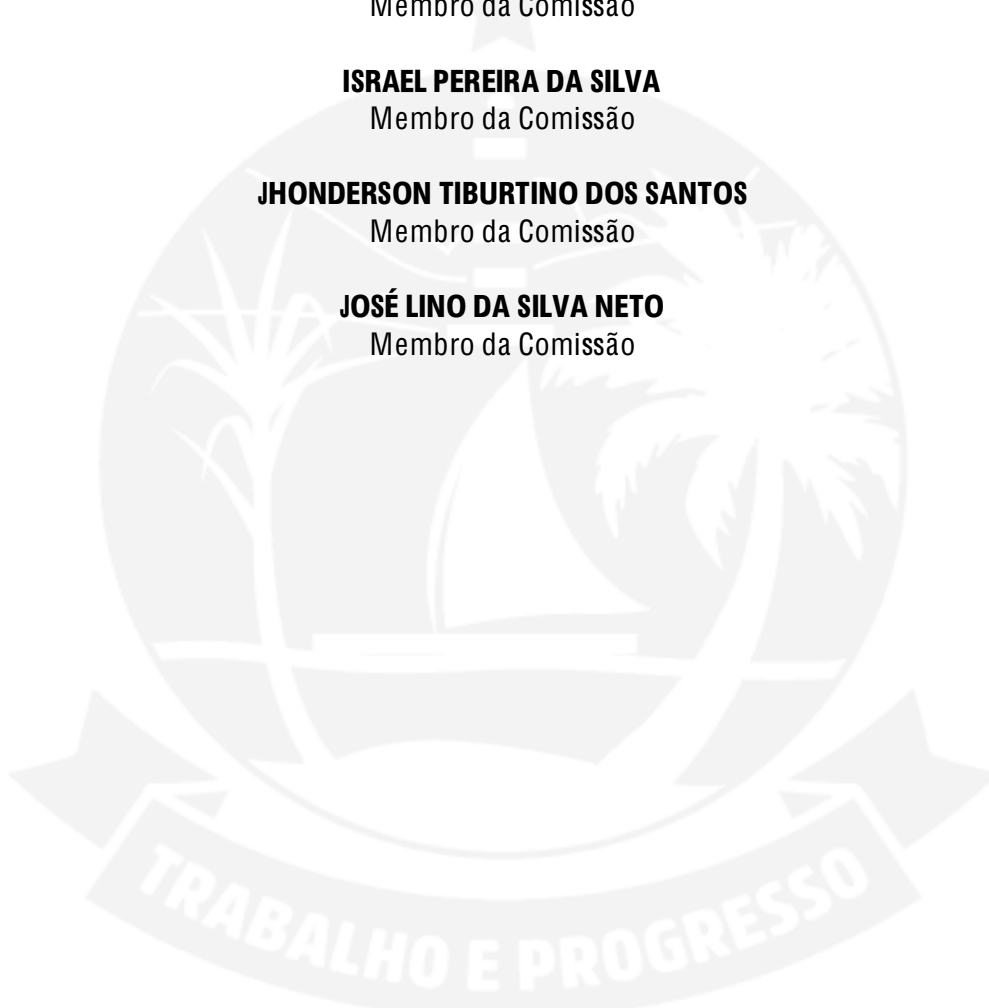 Membro da Comissão
ISRAEL PEREIRA DA SILVA
Membro da Comissão
JHONDERSON TIBURTINO DOS SANTOS
Membro da Comissão
JOSÉ LINO DA SILVA NETO
Membro da Comissão
TRABALHO E PROGRESSO